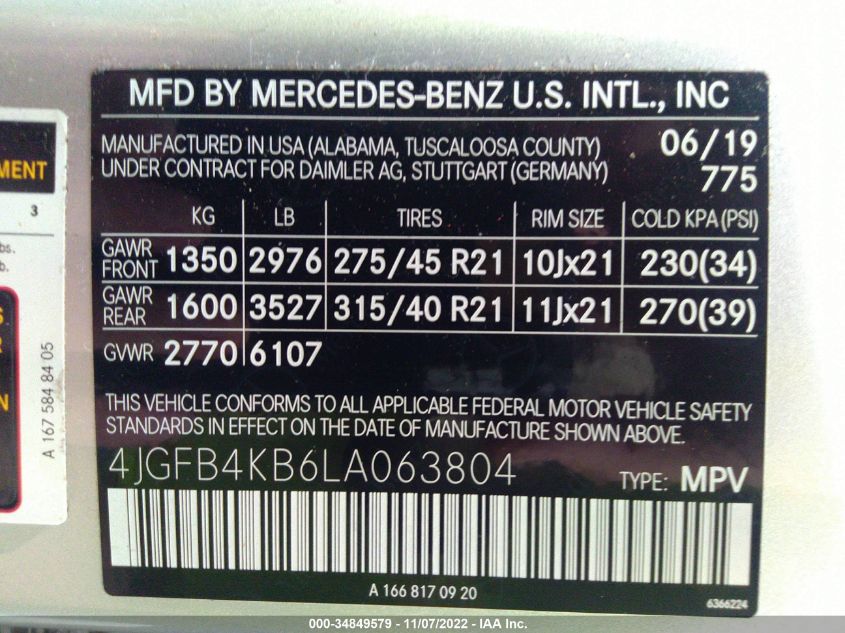 MFD BY MERCEDES-BENZ U.S. INTL., INC
MANUFACTURED IN USA (ALABAMA, TUSCALOOSA COUNTY) 06/19
UNDER CONTRACT FOR DAIMLER AG, STUTTGART (GERMANY) 775
KG LB TIRES RIM SIZE COLD KPA (PSI)
GAWR FRONT 1350 2976 275/45 R21 10Jx21 230(34)
GAWR REAR 1600 3527 315/40 R21 11Jx21 270(39)
GVWR 2770 6107
THIS VEHICLE CONFORMS TO ALL APPLICABLE FEDERAL MOTOR VEHICLE SAFETY
STANDARDS IN EFFECT ON THE DATE OF MANUFACTURE SHOWN ABOVE.
4JGFB4KB6LA063804 TYPE: MPV
A 166 817 09 20
6366224
MENT
3
bs.
b.
S
R
N
A 167 584 84 05
000-34849579 - 11/07/2022 - IAA Inc.